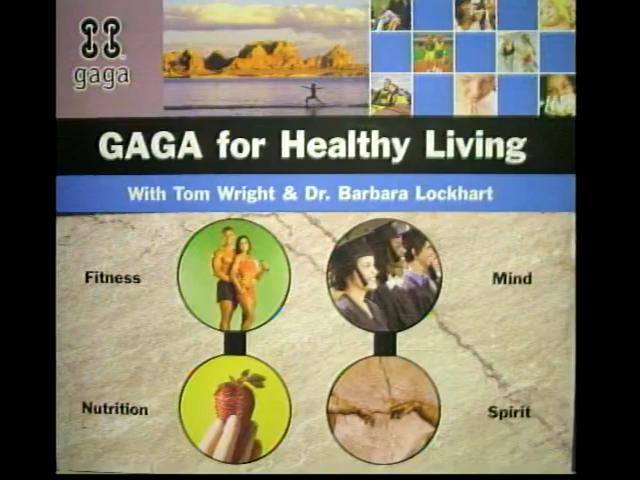 gaga
GAGA for Healthy Living
With Tom Wright & Dr. Barbara Lockhart
Fitness
Mind
Nutrition
Spirit